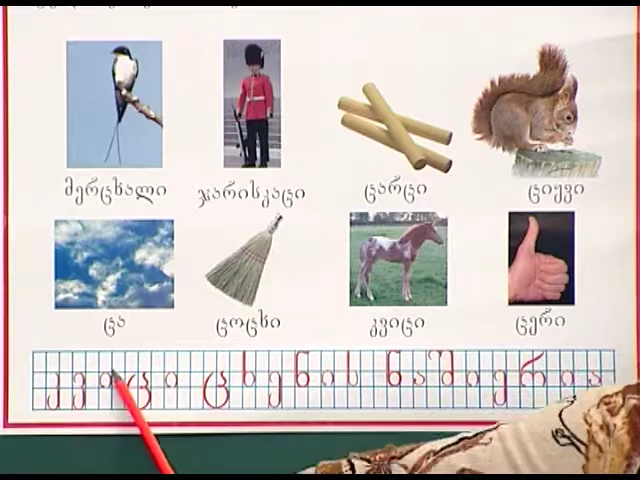 მერცხალი ჯარისკაცი ცარცი ციყვი
ცა ცოცხი კვიცი ცერი
კვიცი ცხენის ნაშიერია